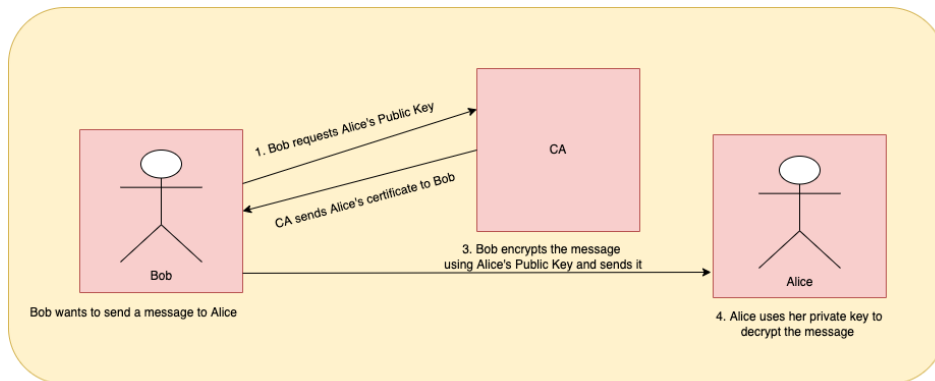 1. Bob requests Alice's Public Key
CA
CA sends Alice's certificate to Bob
Bob
3. Bob encrypts the message
using Alice's Public Key and sends it
Alice
Bob wants to send a message to Alice
4. Alice uses her private key to
decrypt the message